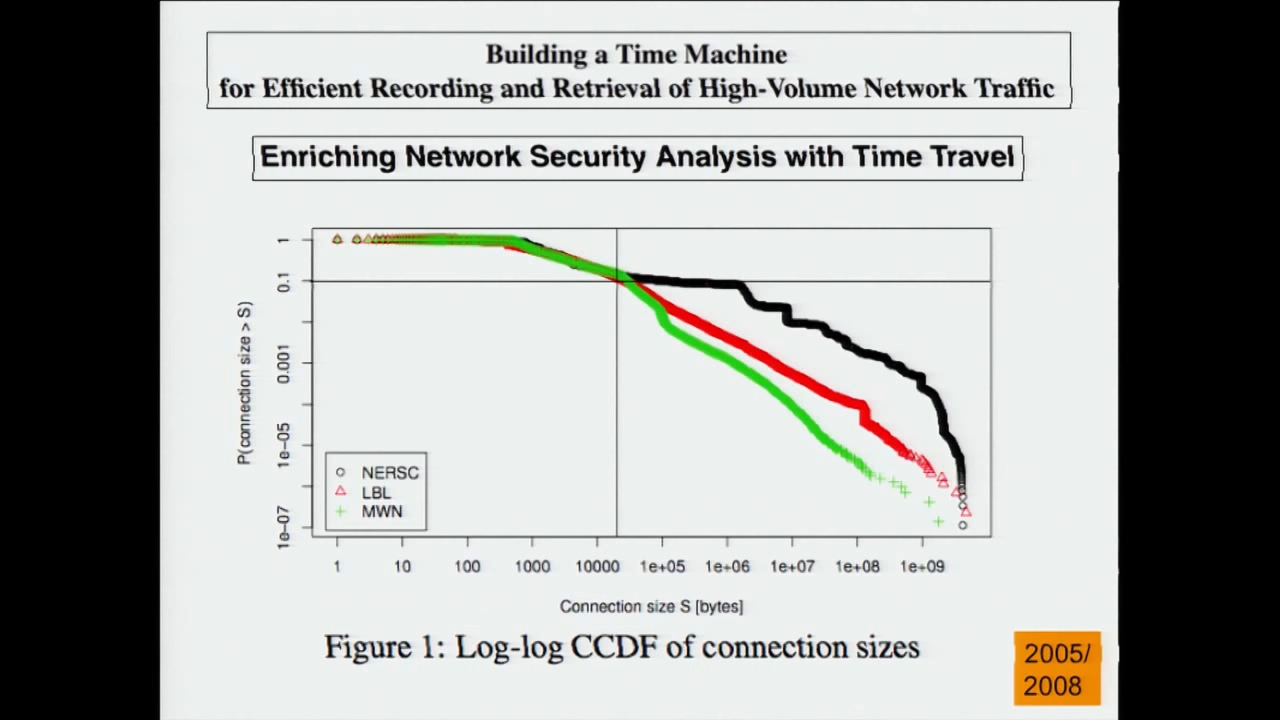 Building a Time Machine
for Efficient Recording and Retrieval of High-Volume Network Traffic
Enriching Network Security Analysis with Time Travel
P(connection size > S)
1
0.1
0.001
1e-05
1e-07
NERSC
LBL
MWN
1 10 100 1000 10000 1e+05 1e+06 1e+07 1e+08 1e+09
Connection size S [bytes]
Figure 1: Log-log CCDF of connection sizes
2005/
2008